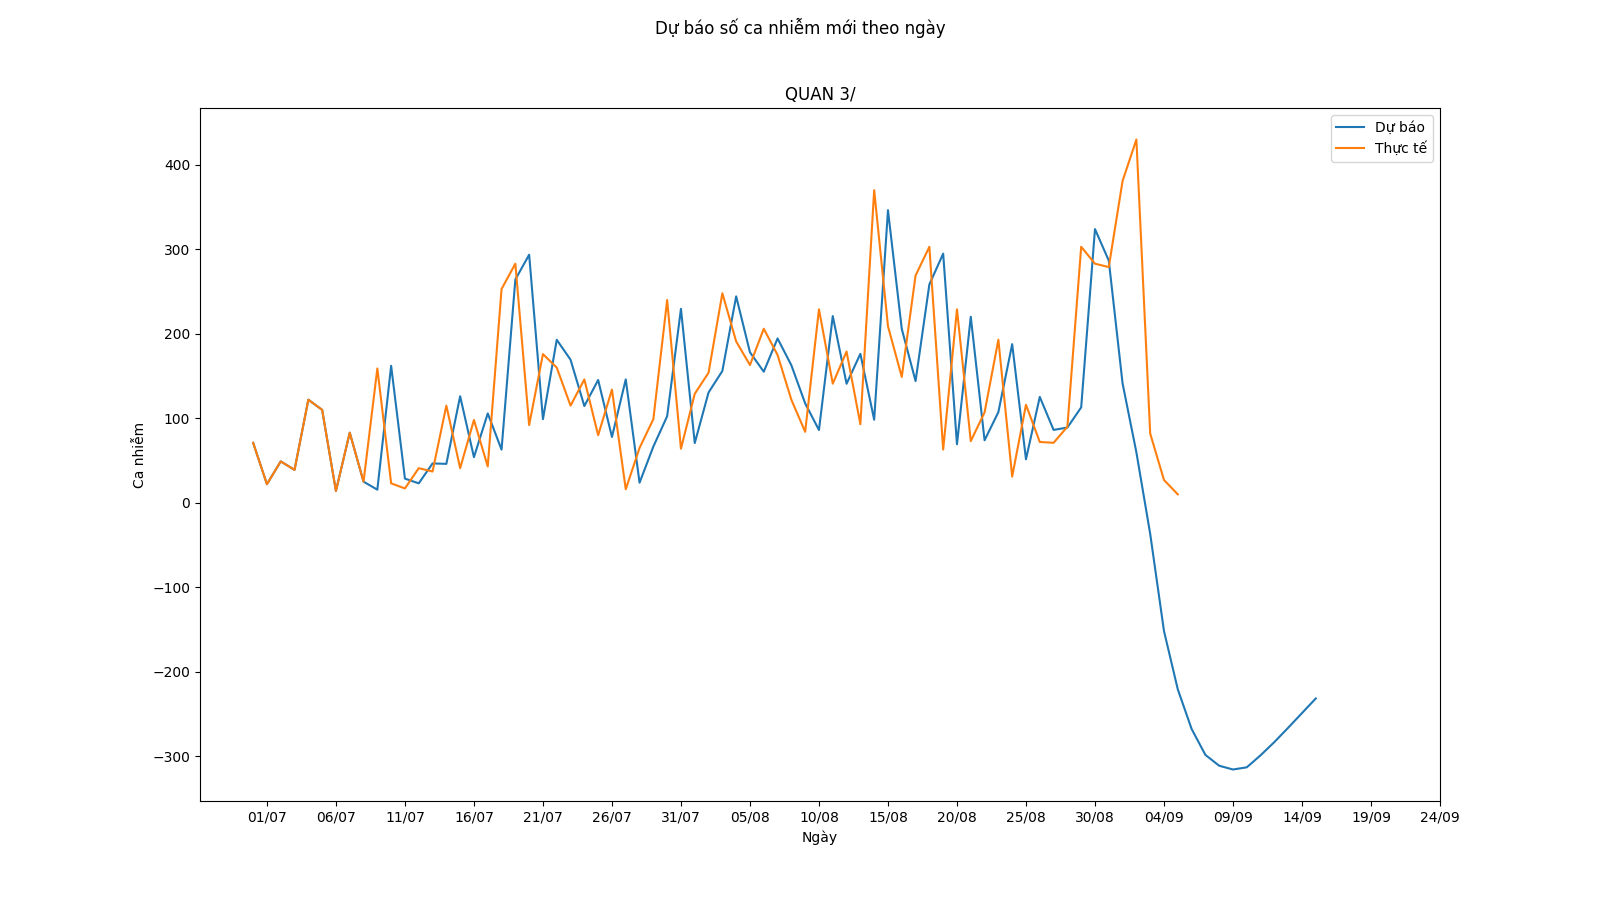 Dự báo số ca nhiễm mới theo ngày
QUAN 3/
Dự báo
Thực tế
400
300
200
100
0
−100
−200
−300
Ca nhiễm
01/07 06/07 11/07 16/07 21/07 26/07 31/07 05/08 10/08 15/08 20/08 25/08 30/08 04/09 09/09 14/09 19/09 24/09
Ngày